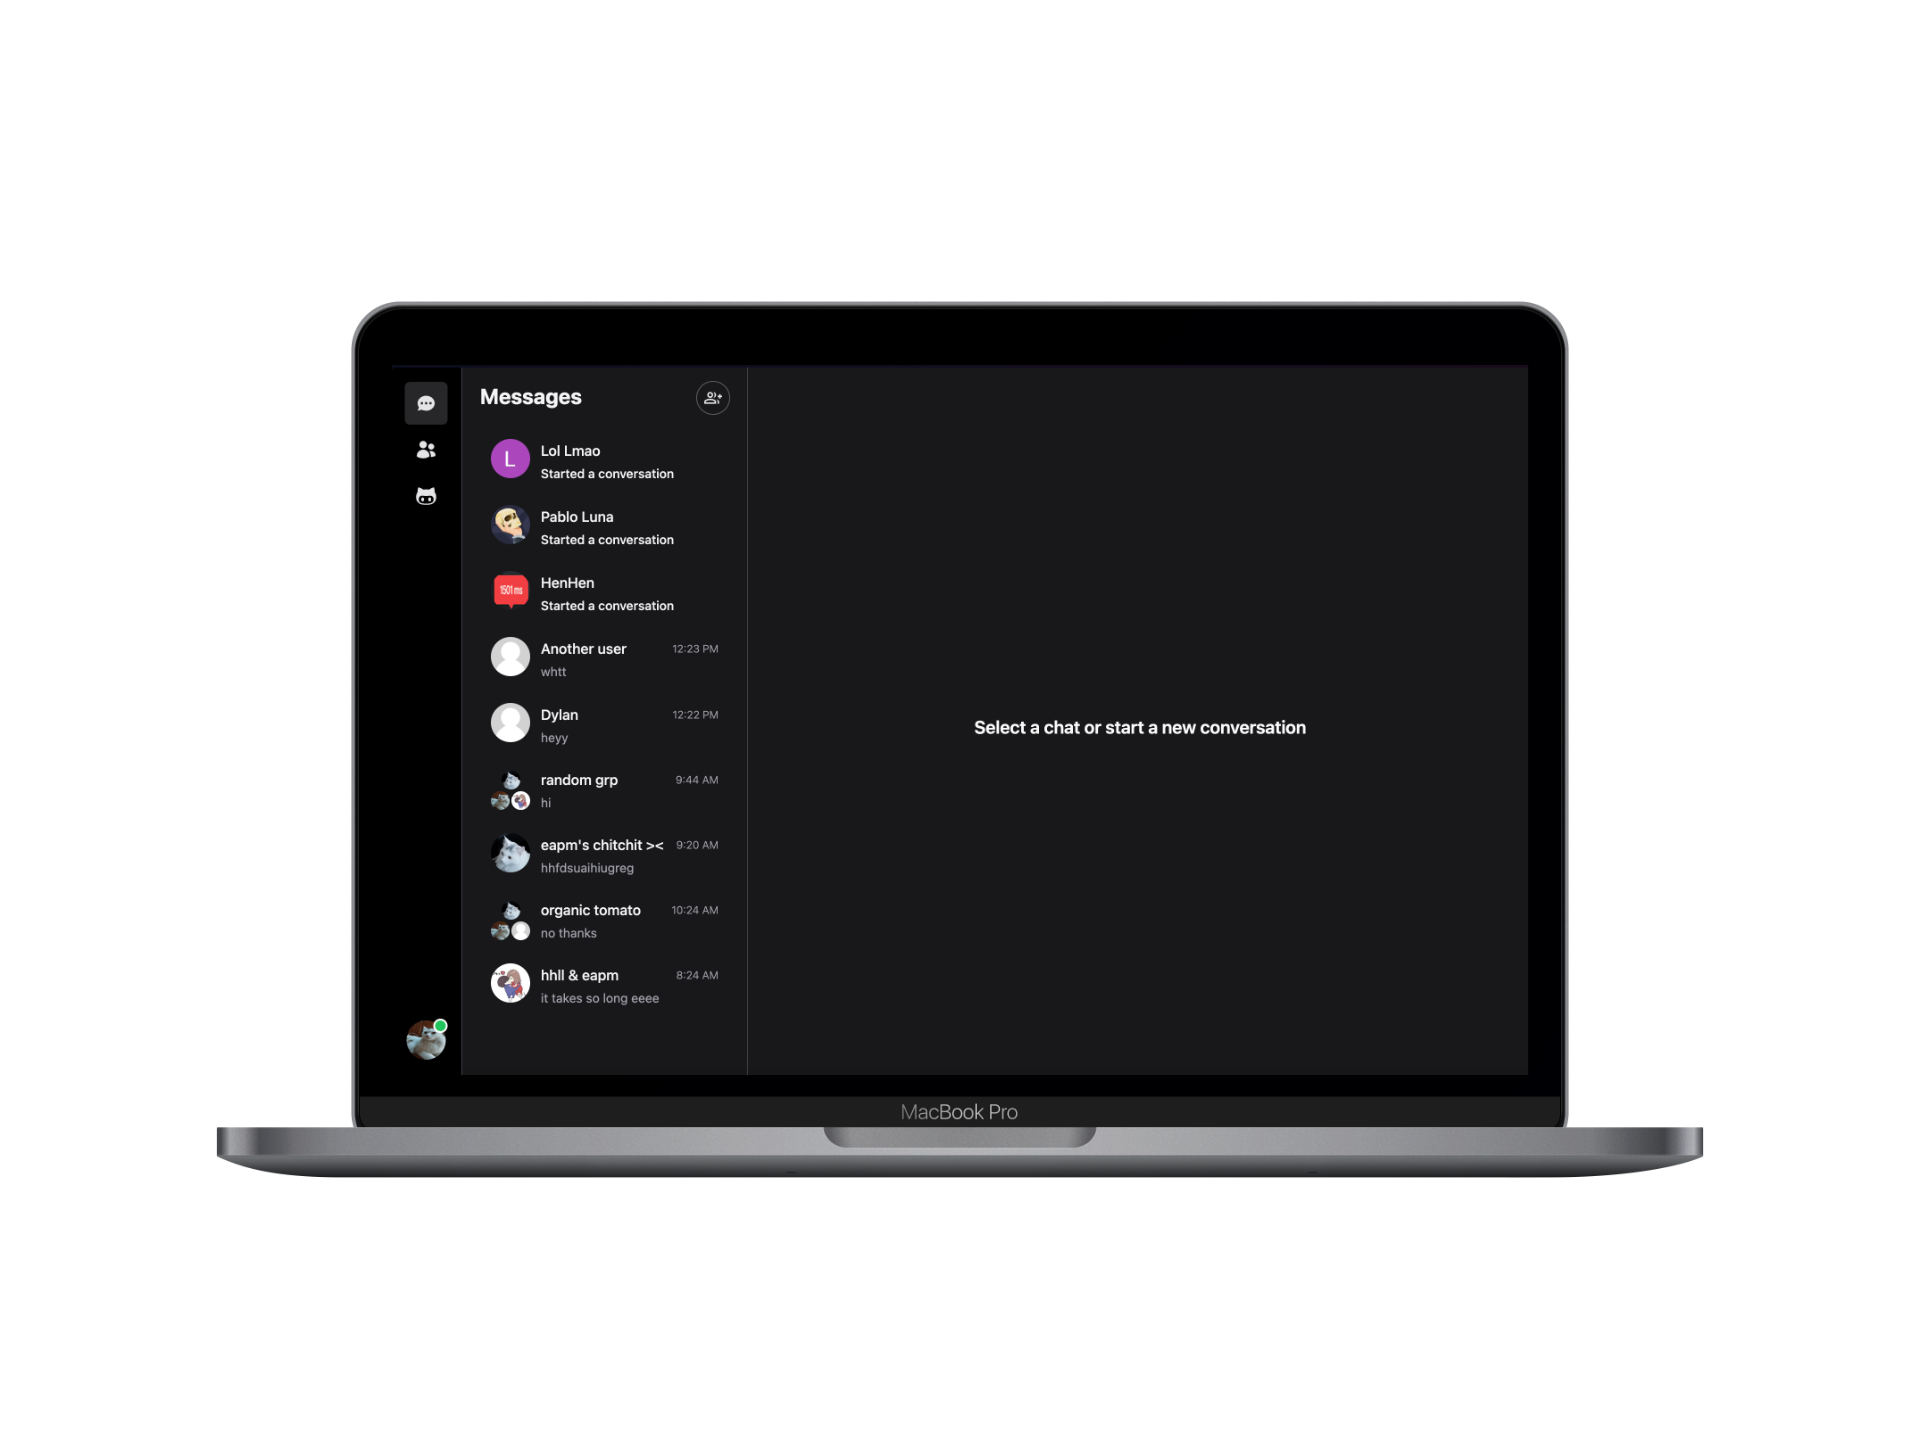 Messages
L
Lol Lmao
Started a conversation
Pablo Luna
Started a conversation
1501 ms
HenHen
Started a conversation
Another user 12:23 PM
whtt
Dylan 12:22 PM
heyy
random grp 9:44 AM
hi
eapm's chitchit >< 9:20 AM
hhfdsuaihiugreg
organic tomato 10:24 AM
no thanks
hhll & eapm 8:24 AM
it takes so long eeee
Select a chat or start a new conversation
MacBook Pro